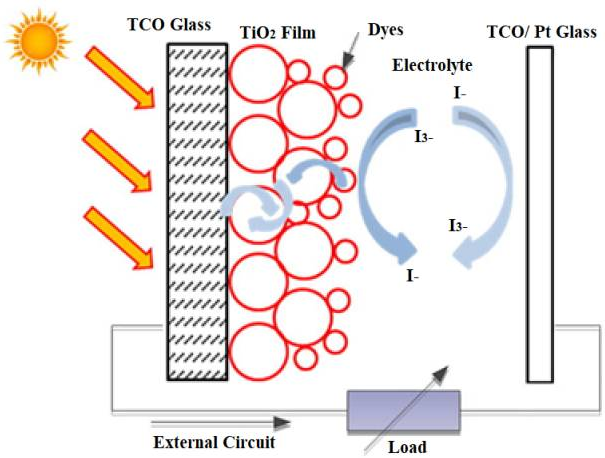 TCO Glass
TiO2 Film
Dyes
TCO/ Pt Glass
Electrolyte
I-
I3-
I3-
I-
External Circuit
Load